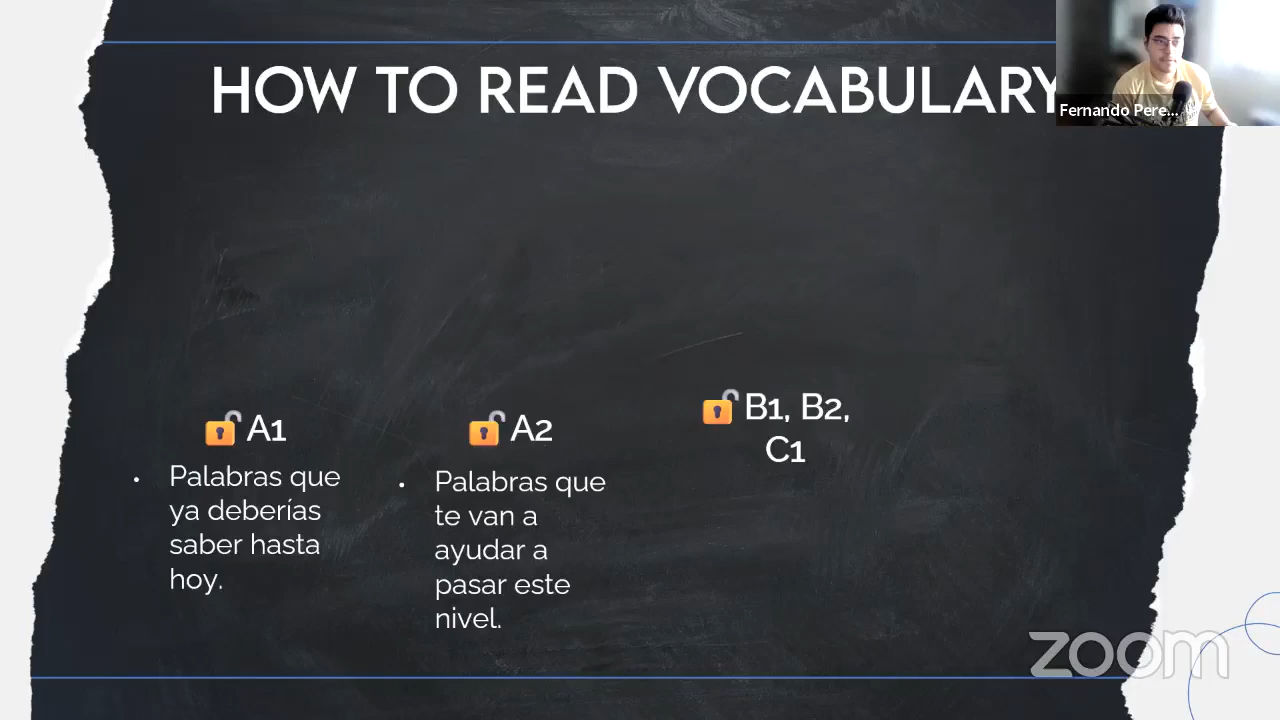 HOW TO READ VOCABULARY
Fernando Pere...
A1
Palabras que
ya deberías
saber hasta
hoy.
A2
Palabras que
te van a
ayudar a
pasar este
nivel.
B1, B2,
C1
zoom